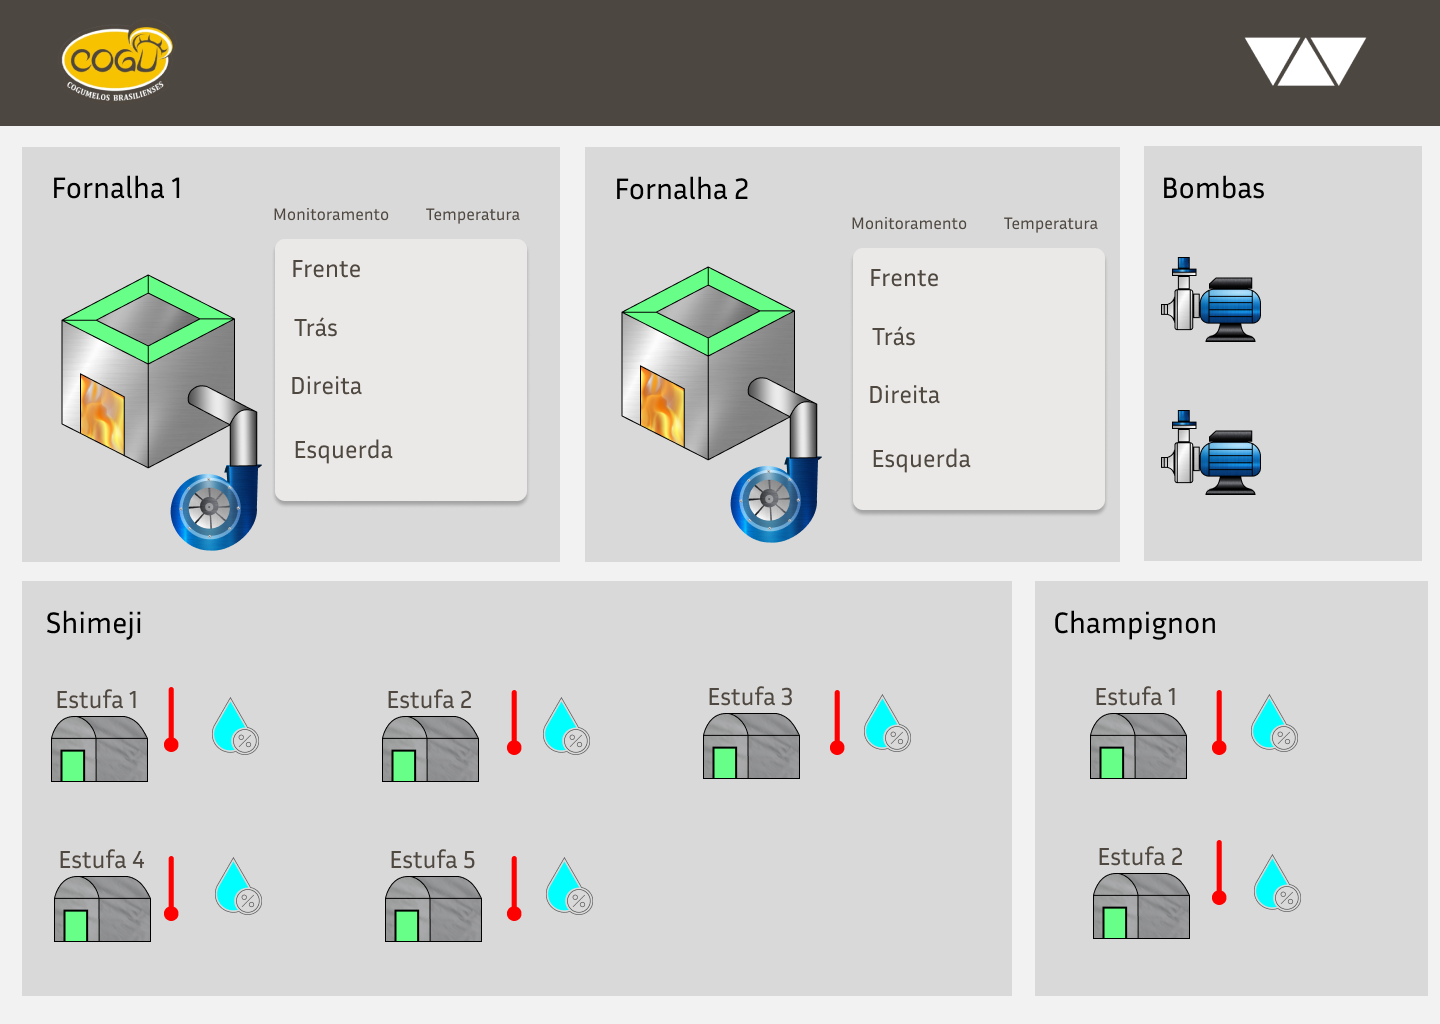 COGU
COGUMELOS BRASILIENSES
Fornalha 1
Monitoramento Temperatura
Frente
Trás
Direita
Esquerda
Fornalha 2
Monitoramento Temperatura
Frente
Trás
Direita
Esquerda
Bombas
Shimeji
Estufa 1
%
Estufa 2
%
Estufa 3
%
Estufa 4
%
Estufa 5
%
Champignon
Estufa 1
%
Estufa 2
%